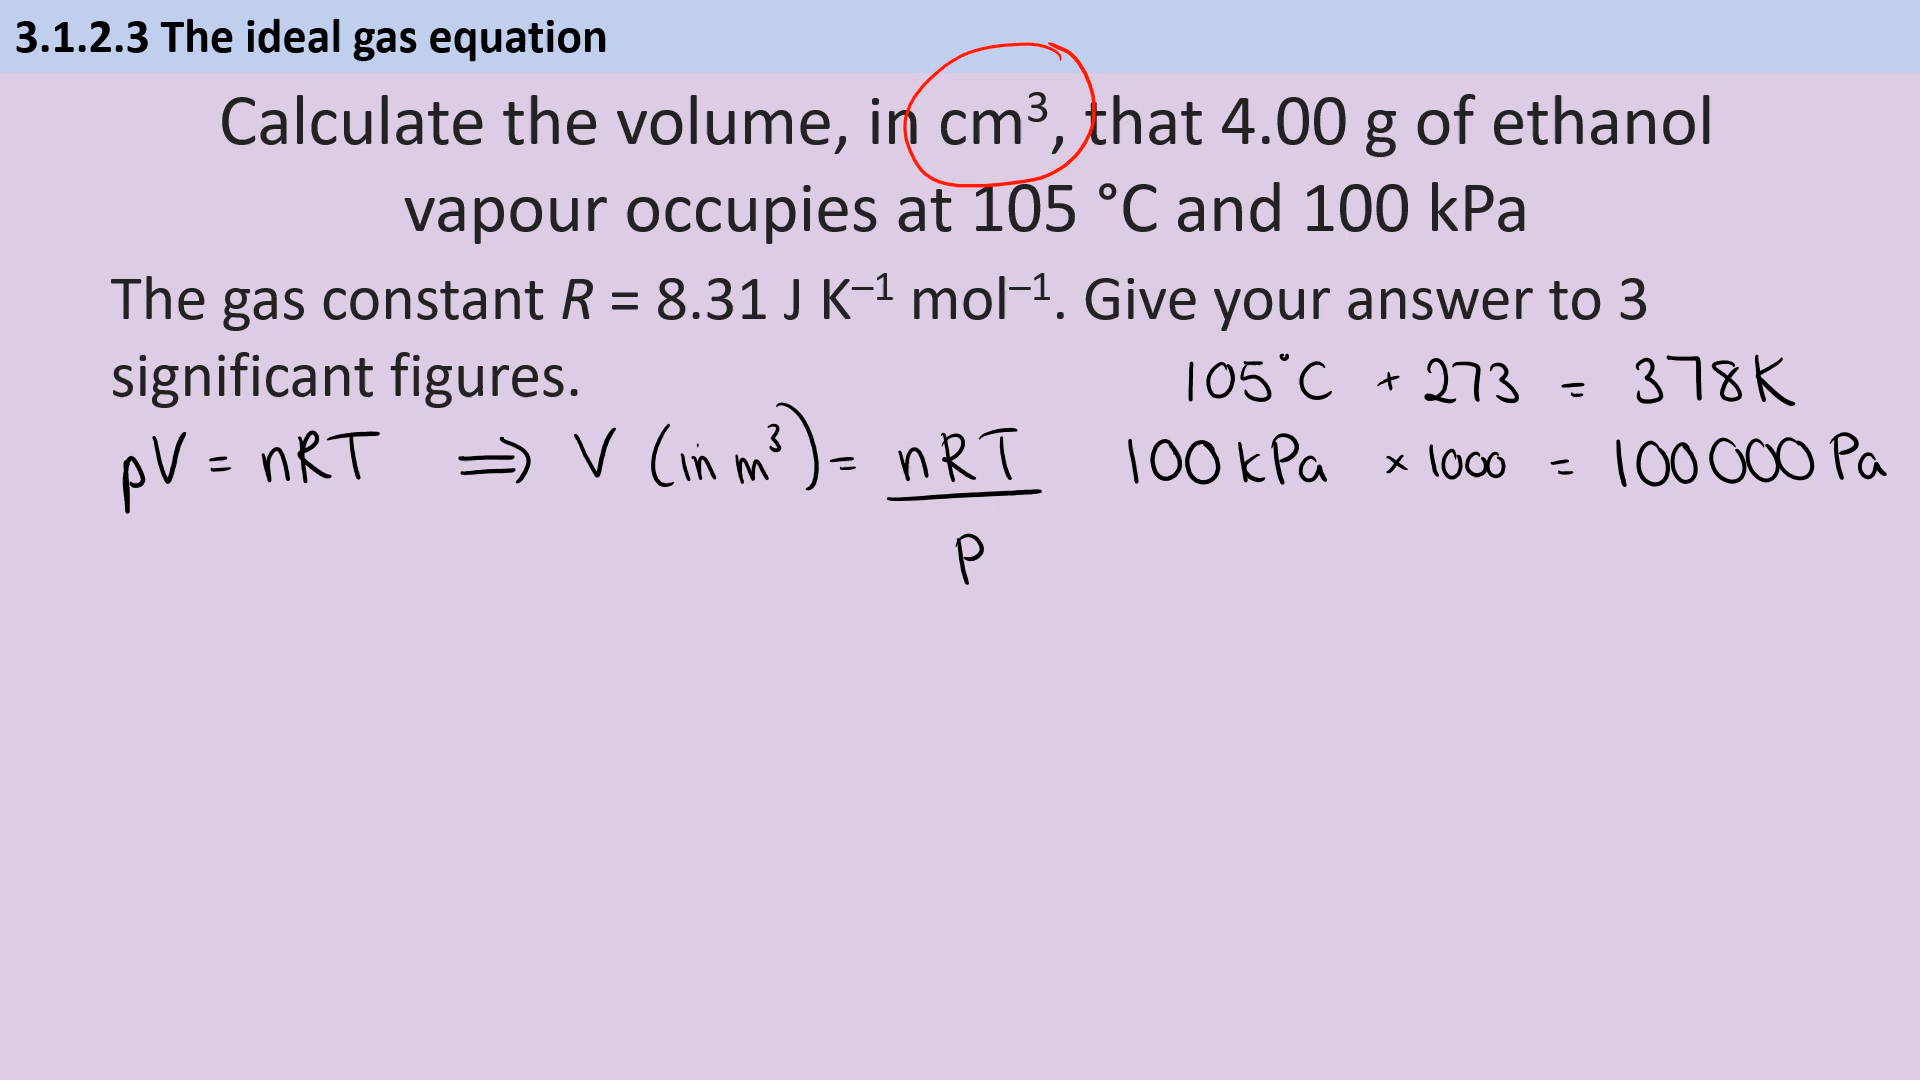 3.1.2.3 The ideal gas equation
Calculate the volume, in cm³, that 4.00 g of ethanol
vapour occupies at 105 °C and 100 kPa
The gas constant R = 8.31 J K⁻¹ mol⁻¹. Give your answer to 3
significant figures.
105°C + 273 = 378K
pV = nRT ⟹ V (in m³) = nRT / p
100 kPa × 1000 = 100000 Pa